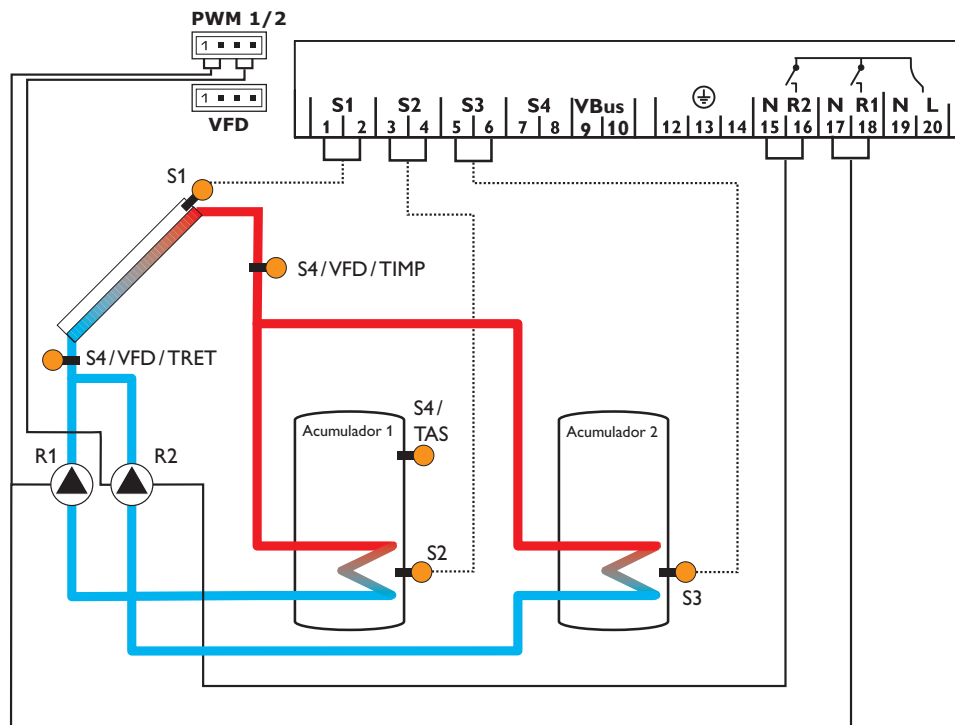 PWM 1/2
1
1
VFD
S1 S2 S3 S4 VBus N R2 N R1 N L
1 2 3 4 5 6 7 8 9 10 12 13 14 15 16 17 18 19 20
S1
S4/VFD/TIMP
S4/VFD/TRET
Acumulador 1
S4/
TAS
Acumulador 2
R1
R2
S2
S3